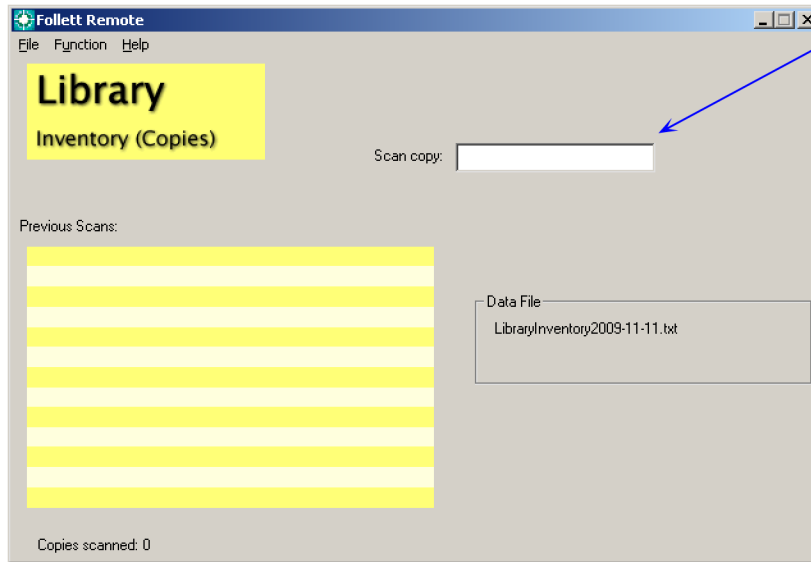 Follett Remote
File Function Help
Library
Inventory (Copies)
Scan copy:
Previous Scans:
Data File
LibraryInventory2009-11-11.txt
Copies scanned: 0